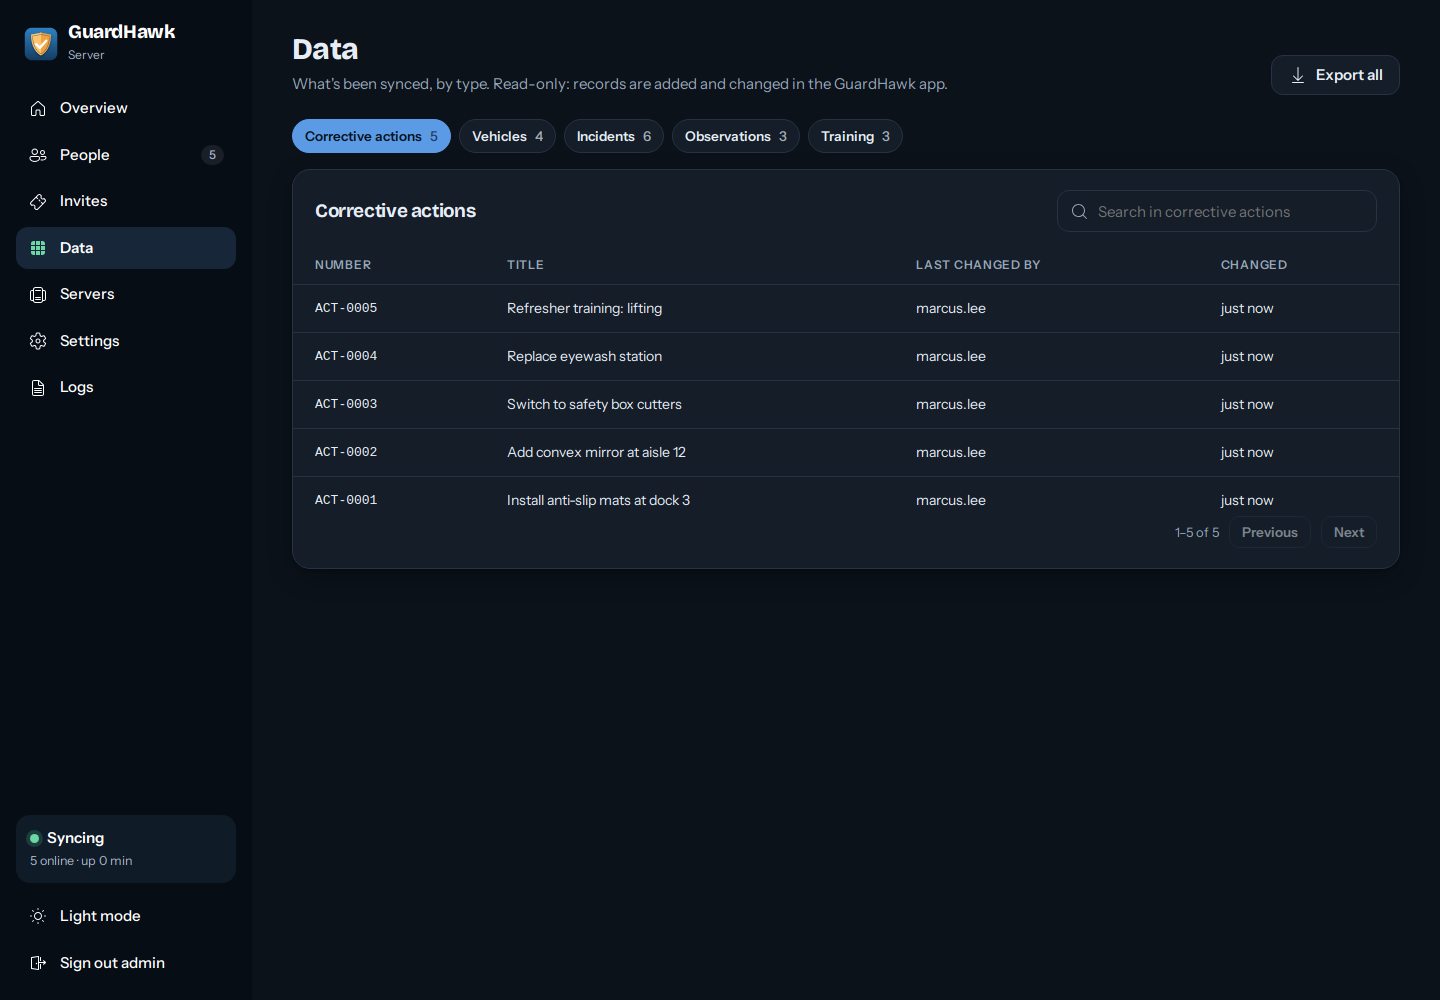 GuardHawk
Server
Overview
People 5
Invites
Data
Servers
Settings
Logs
Syncing
5 online · up 0 min
Light mode
Sign out admin
Data
What's been synced, by type. Read-only: records are added and changed in the GuardHawk app.
Export all
Corrective actions 5 Vehicles 4 Incidents 6 Observations 3 Training 3
Corrective actions
Search in corrective actions
NUMBER TITLE LAST CHANGED BY CHANGED
ACT-0005 Refresher training: lifting marcus.lee just now
ACT-0004 Replace eyewash station marcus.lee just now
ACT-0003 Switch to safety box cutters marcus.lee just now
ACT-0002 Add convex mirror at aisle 12 marcus.lee just now
ACT-0001 Install anti-slip mats at dock 3 marcus.lee just now
1–5 of 5 Previous Next